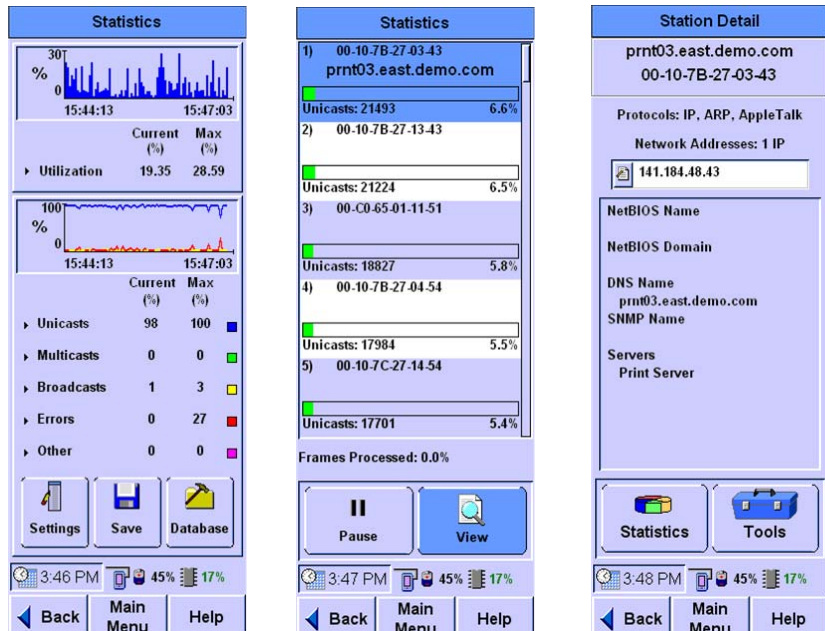 Statistics
30
%
0
15:44:13 15:47:03
Current Max
(%) (%)
Utilization 19.35 28.59
100
%
0
15:44:13 15:47:03
Current Max
(%) (%)
Unicasts 98 100
Multicasts 0 0
Broadcasts 1 3
Errors 0 27
Other 0 0
Settings Save Database
3:46 PM 45% 17%
Back Main Menu Help
Statistics
1) 00-10-7B-27-03-43
prnt03.east.demo.com
Unicasts: 21493 6.6%
2) 00-10-7B-27-13-43
Unicasts: 21224 6.5%
3) 00-C0-65-01-11-51
Unicasts: 18827 5.8%
4) 00-10-7B-27-04-54
Unicasts: 17984 5.5%
5) 00-10-7C-27-14-54
Unicasts: 17701 5.4%
Frames Processed: 0.0%
Pause View
3:47 PM 45% 17%
Back Main Menu Help
Station Detail
prnt03.east.demo.com
00-10-7B-27-03-43
Protocols: IP, ARP, AppleTalk
Network Addresses: 1 IP
141.184.48.43
NetBIOS Name
NetBIOS Domain
DNS Name
prnt03.east.demo.com
SNMP Name
Servers
Print Server
Statistics Tools
3:48 PM 45% 17%
Back Main Menu Help